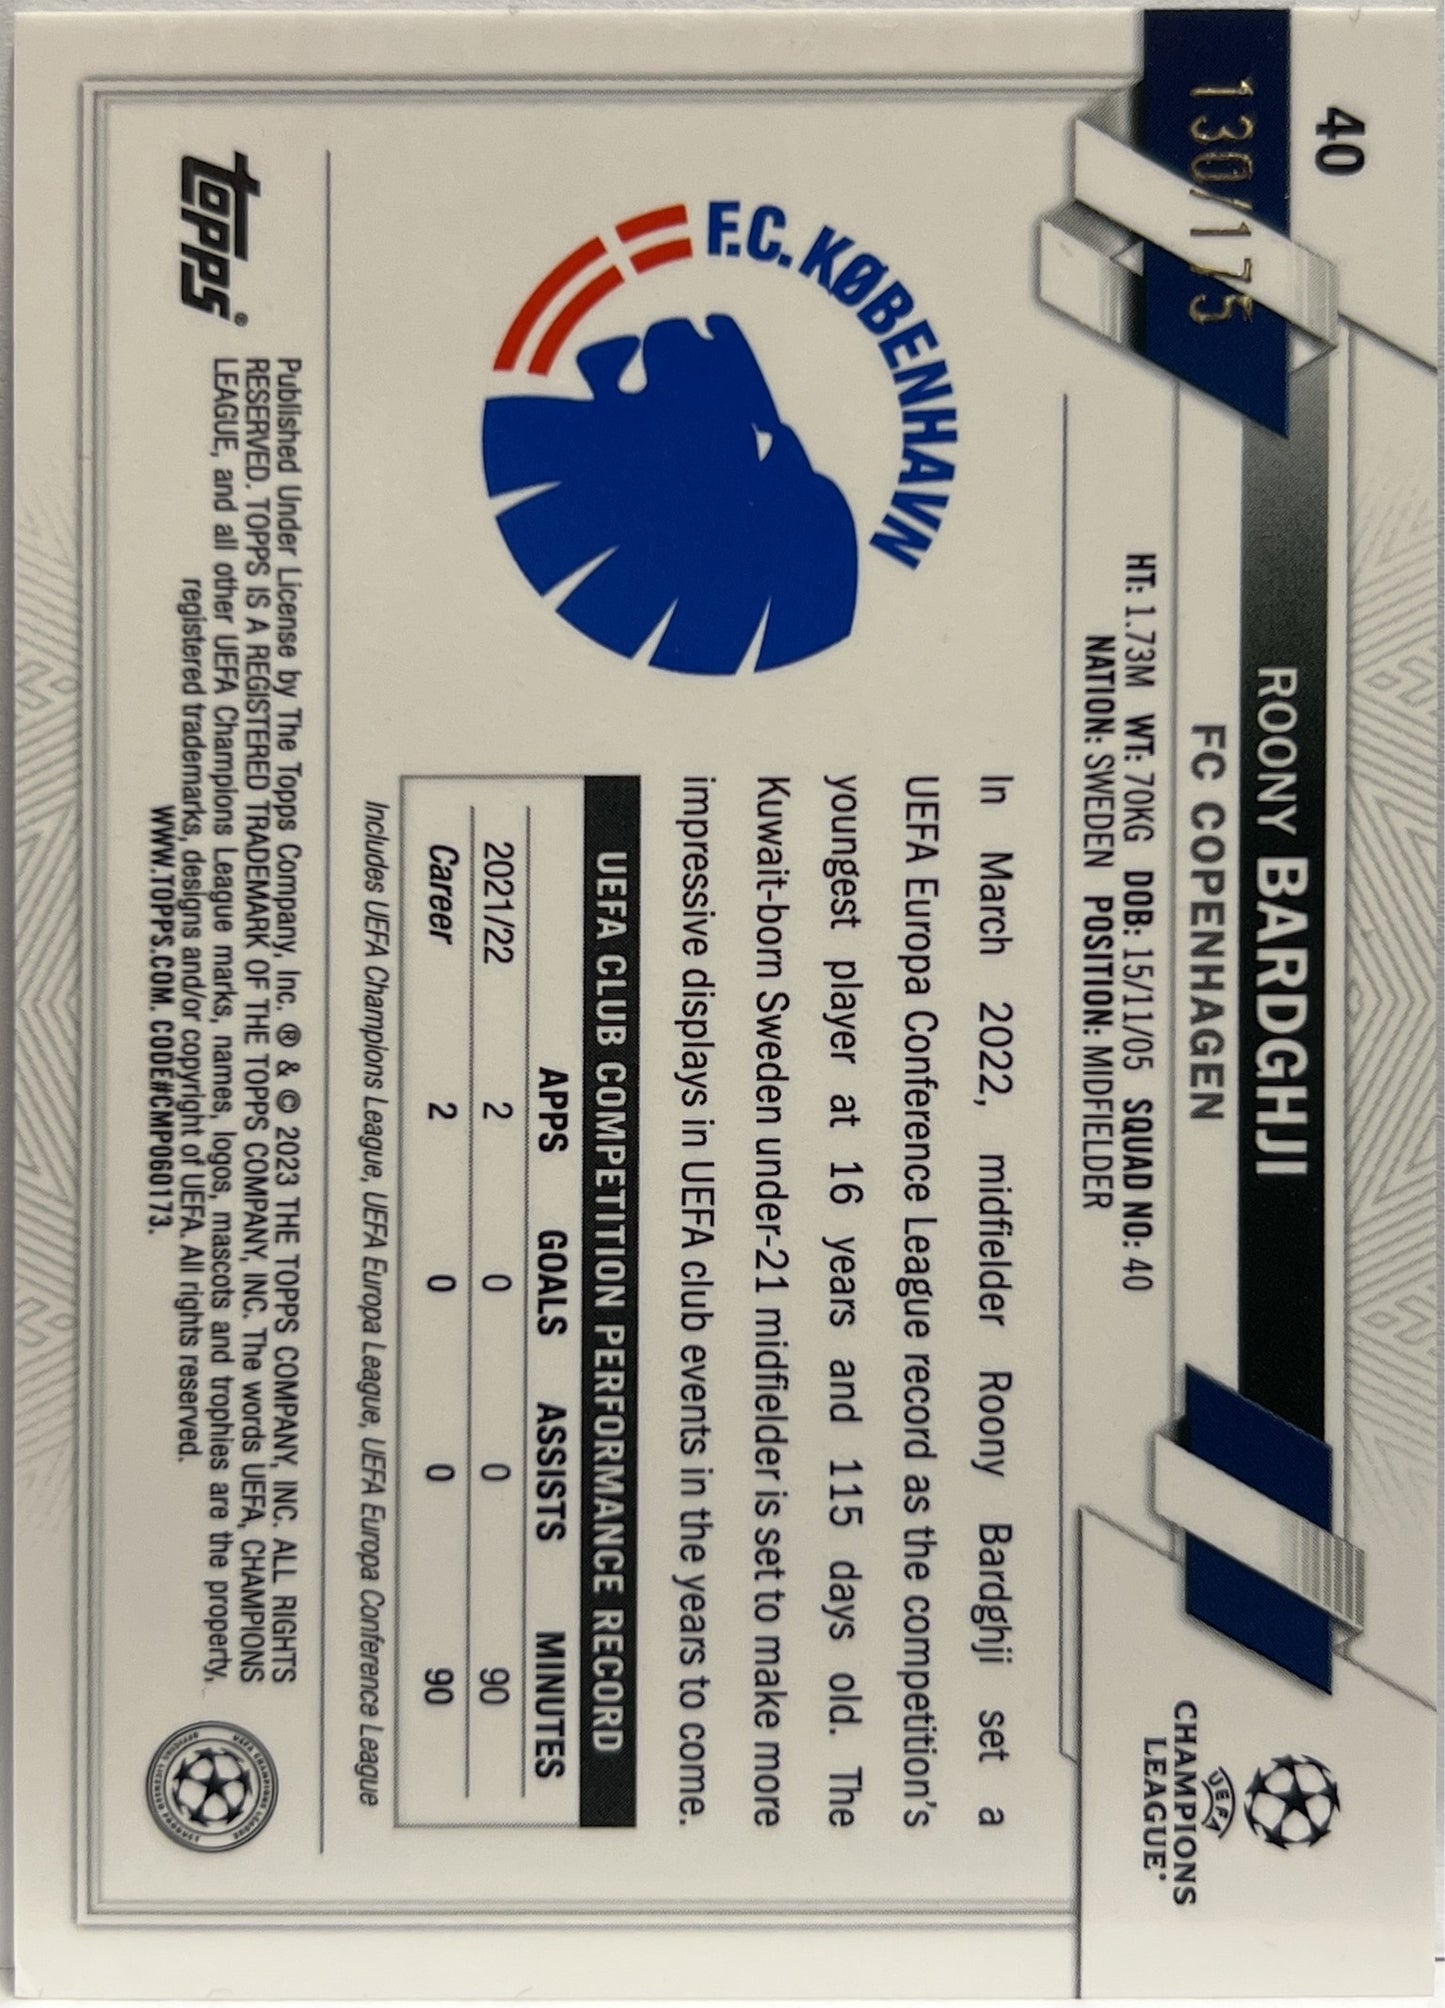 40
130/175
ROONY BARDGHJI
FC COPENHAGEN
HT: 1.73M WT: 70KG DOB: 15/11/05 SQUAD NO: 40
NATION: SWEDEN POSITION: MIDFIELDER
UEFA
CHAMPIONS
LEAGUE
F.C. KØBENHAVN
In March 2022, midfielder Roony Bardghji set a
UEFA Europa Conference League record as the competition's
youngest player at 16 years and 115 days old. The
Kuwait-born Sweden under-21 midfielder is set to make more
impressive displays in UEFA club events in the years to come.
UEFA CLUB COMPETITION PERFORMANCE RECORD
APPS GOALS ASSISTS MINUTES
2021/22 2 0 0 90
Career 2 0 0 90
Includes UEFA Champions League, UEFA Europa League, UEFA Europa Conference League
topps®
Published Under License by The Topps Company, Inc. ® & © 2023 THE TOPPS COMPANY, INC. ALL RIGHTS
RESERVED. TOPPS IS A REGISTERED TRADEMARK OF THE TOPPS COMPANY, INC. The words UEFA, CHAMPIONS
LEAGUE, and all other UEFA Champions League marks, names, logos, mascots and trophies are the property,
registered trademarks, designs and/or copyright of UEFA. All rights reserved.
WWW.TOPPS.COM. CODE#CMP060173.